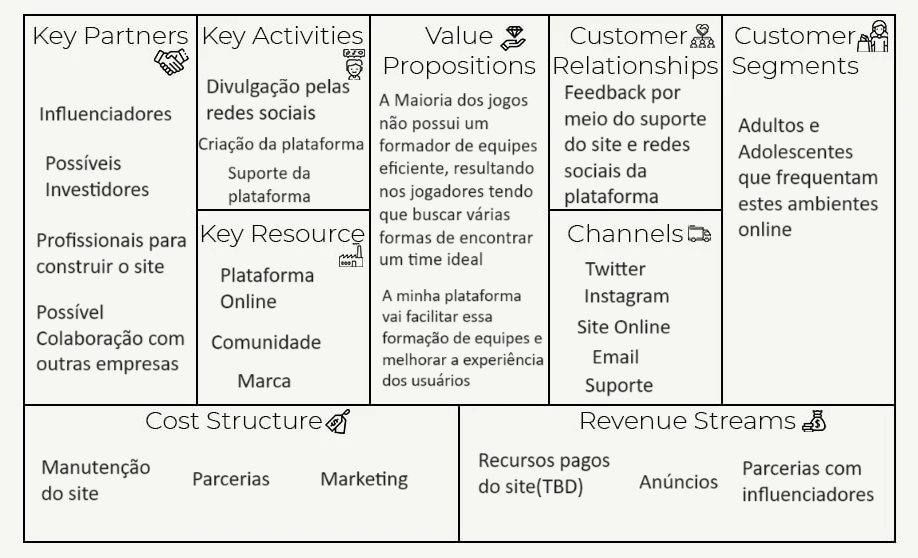 Key Partners
Influenciadores
Possíveis
Investidores
Profissionais para
construir o site
Possível
Colaboração com
outras empresas
Key Activities
Divulgação pelas
redes sociais
Criação da plataforma
Suporte da
plataforma
Key Resource
Plataforma
Online
Comunidade
Marca
Value
Propositions
A Maioria dos jogos
não possui um
formador de equipes
eficiente, resultando
nos jogadores tendo
que buscar várias
formas de encontrar
um time ideal
A minha plataforma
vai facilitar essa
formação de equipes e
melhorar a experiência
dos usuários
Customer
Relationships
Feedback por
meio do suporte
do site e redes
sociais da
plataforma
Channels
Twitter
Instagram
Site Online
Email
Suporte
Customer
Segments
Adultos e
Adolescentes
que frequentam
estes ambientes
online
Cost Structure
Manutenção
do site
Parcerias
Marketing
Revenue Streams
Recursos pagos
do site(TBD)
Anúncios
Parcerias com
influenciadores